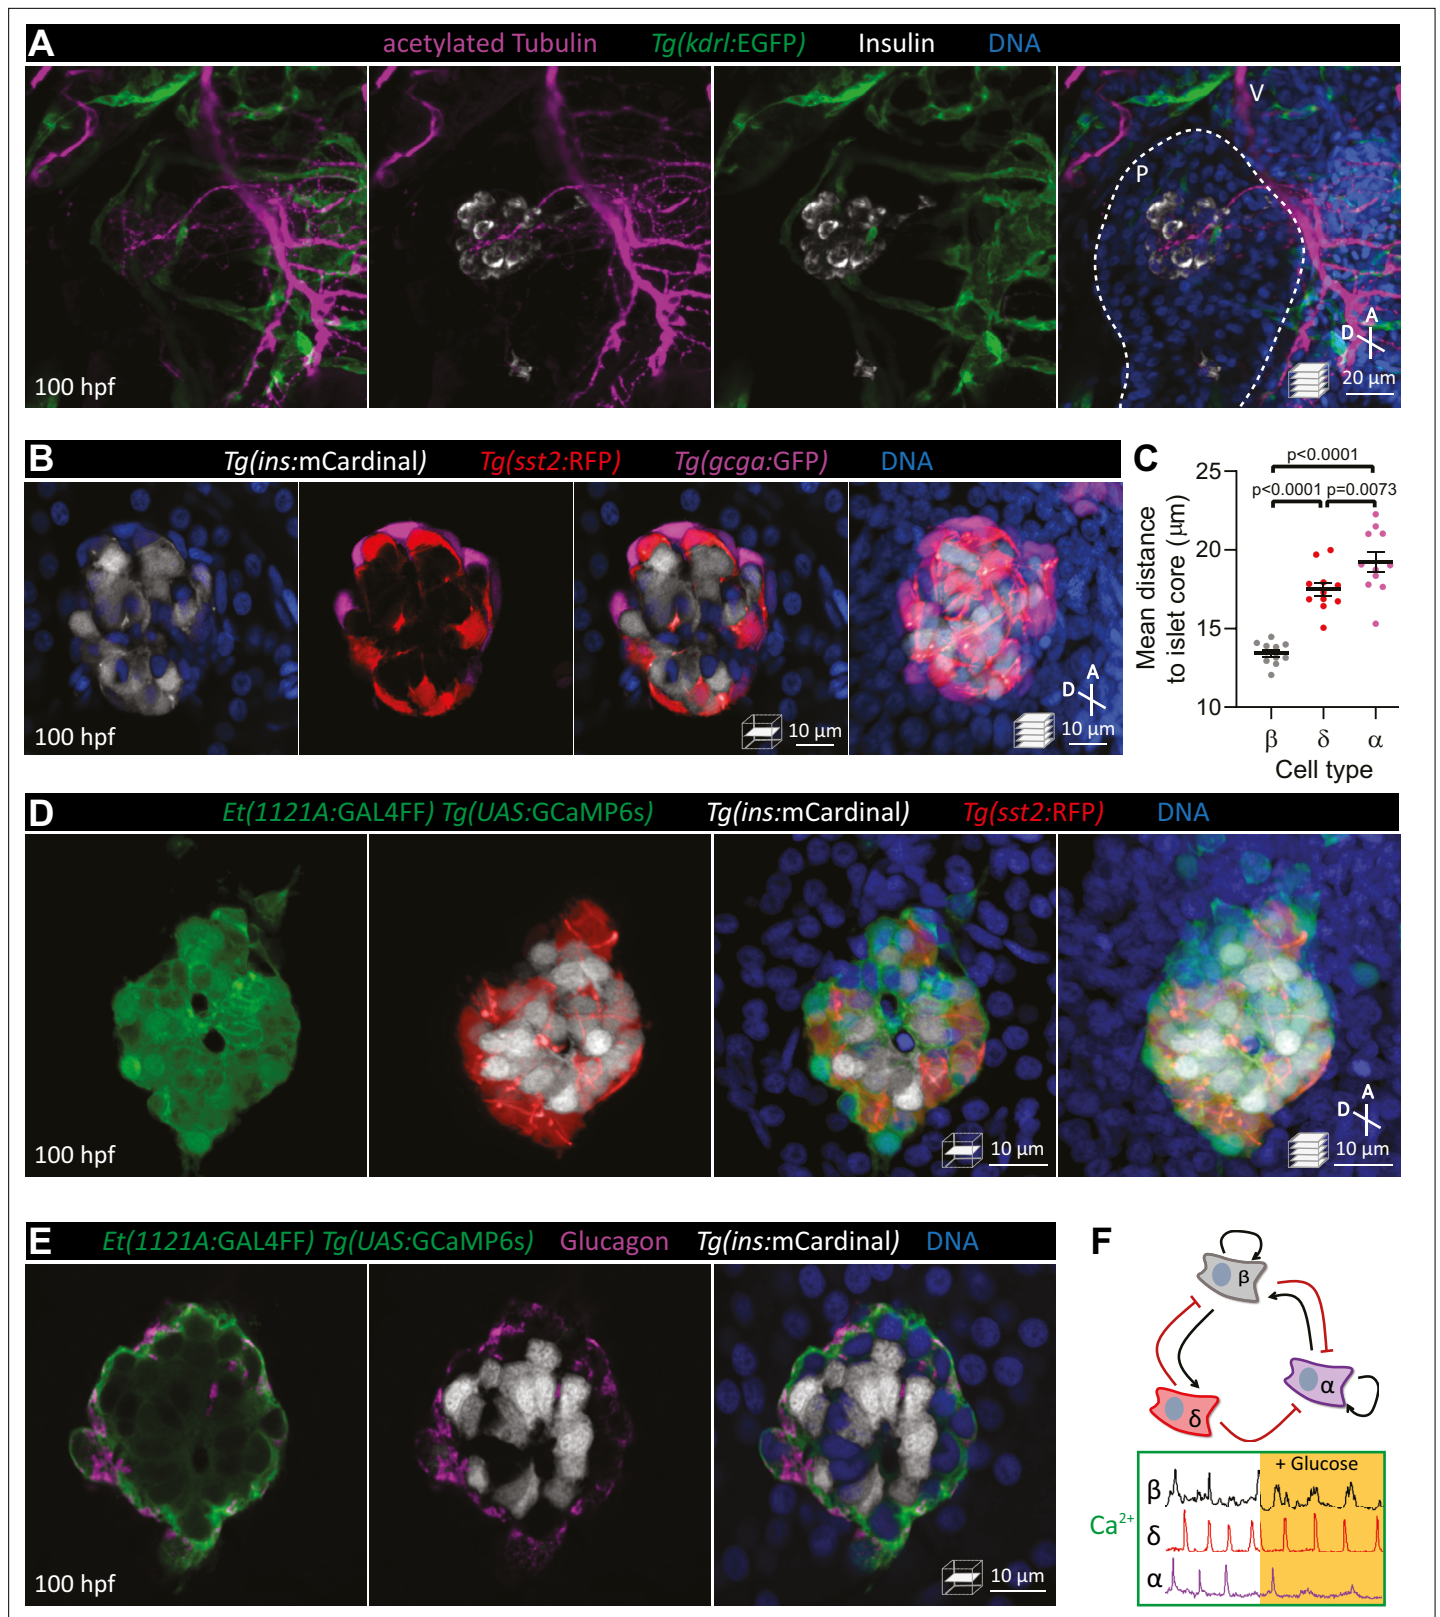 A
acetylated Tubulin Tg(kdrl:EGFP) Insulin DNA
V
P
A
D
100 hpf
20 µm
B
Tg(ins:mCardinal) Tg(sst2:RFP) Tg(gcga:GFP) DNA
A
D
100 hpf
10 µm
10 µm
C
p<0.0001
p<0.0001 p=0.0073
25
20
15
10
Mean distance
to islet core (µm)
β δ α
Cell type
D
Et(1121A:GAL4FF) Tg(UAS:GCaMP6s) Tg(ins:mCardinal) Tg(sst2:RFP) DNA
A
D
100 hpf
10 µm
10 µm
E
Et(1121A:GAL4FF) Tg(UAS:GCaMP6s) Glucagon Tg(ins:mCardinal) DNA
100 hpf
10 µm
F
β
α
δ
+ Glucose
Ca2+
β
δ
α